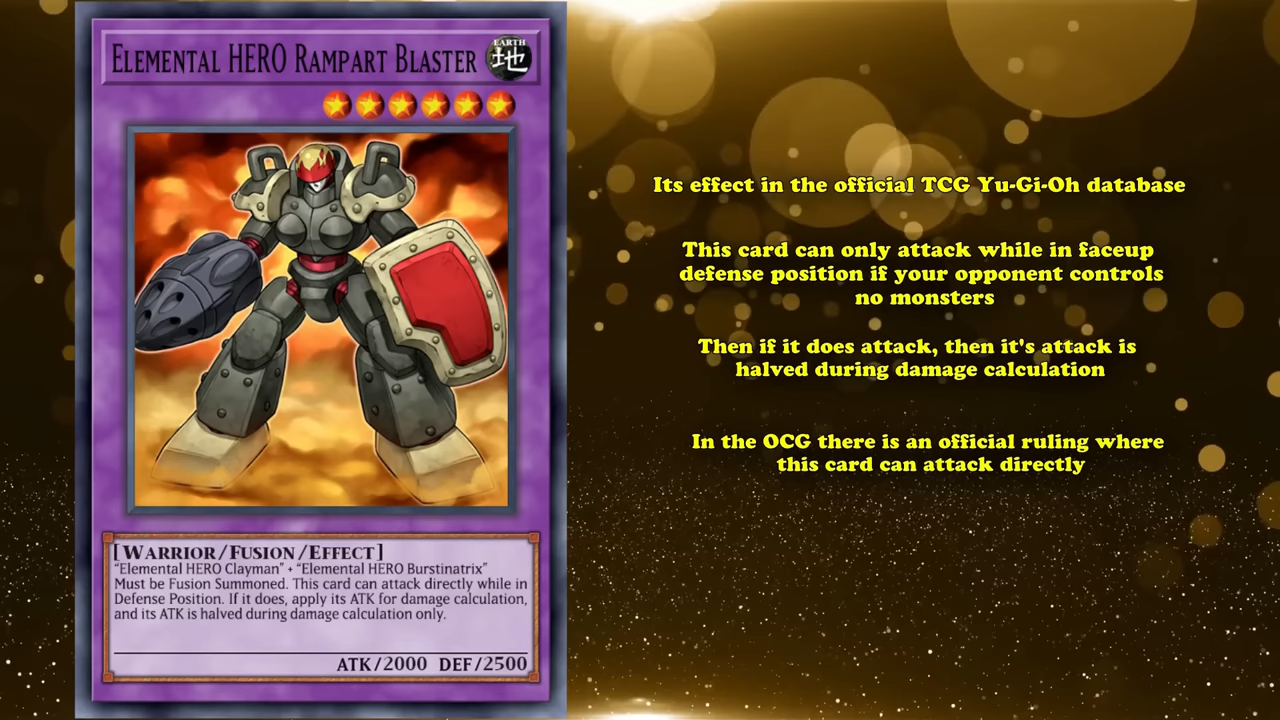 ELEMENTAL HERO RAMPART BLASTER
EARTH
地
[WARRIOR/FUSION/EFFECT]
"Elemental HERO Clayman" + "Elemental HERO Burstinatrix"
Must be Fusion Summoned. This card can attack directly while in
Defense Position. If it does, apply its ATK for damage calculation,
and its ATK is halved during damage calculation only.
ATK/2000 DEF/2500
Its effect in the official TCG Yu-Gi-Oh database
This card can only attack while in faceup
defense position if your opponent controls
no monsters
Then if it does attack, then it's attack is
halved during damage calculation
In the OCG there is an official ruling where
this card can attack directly